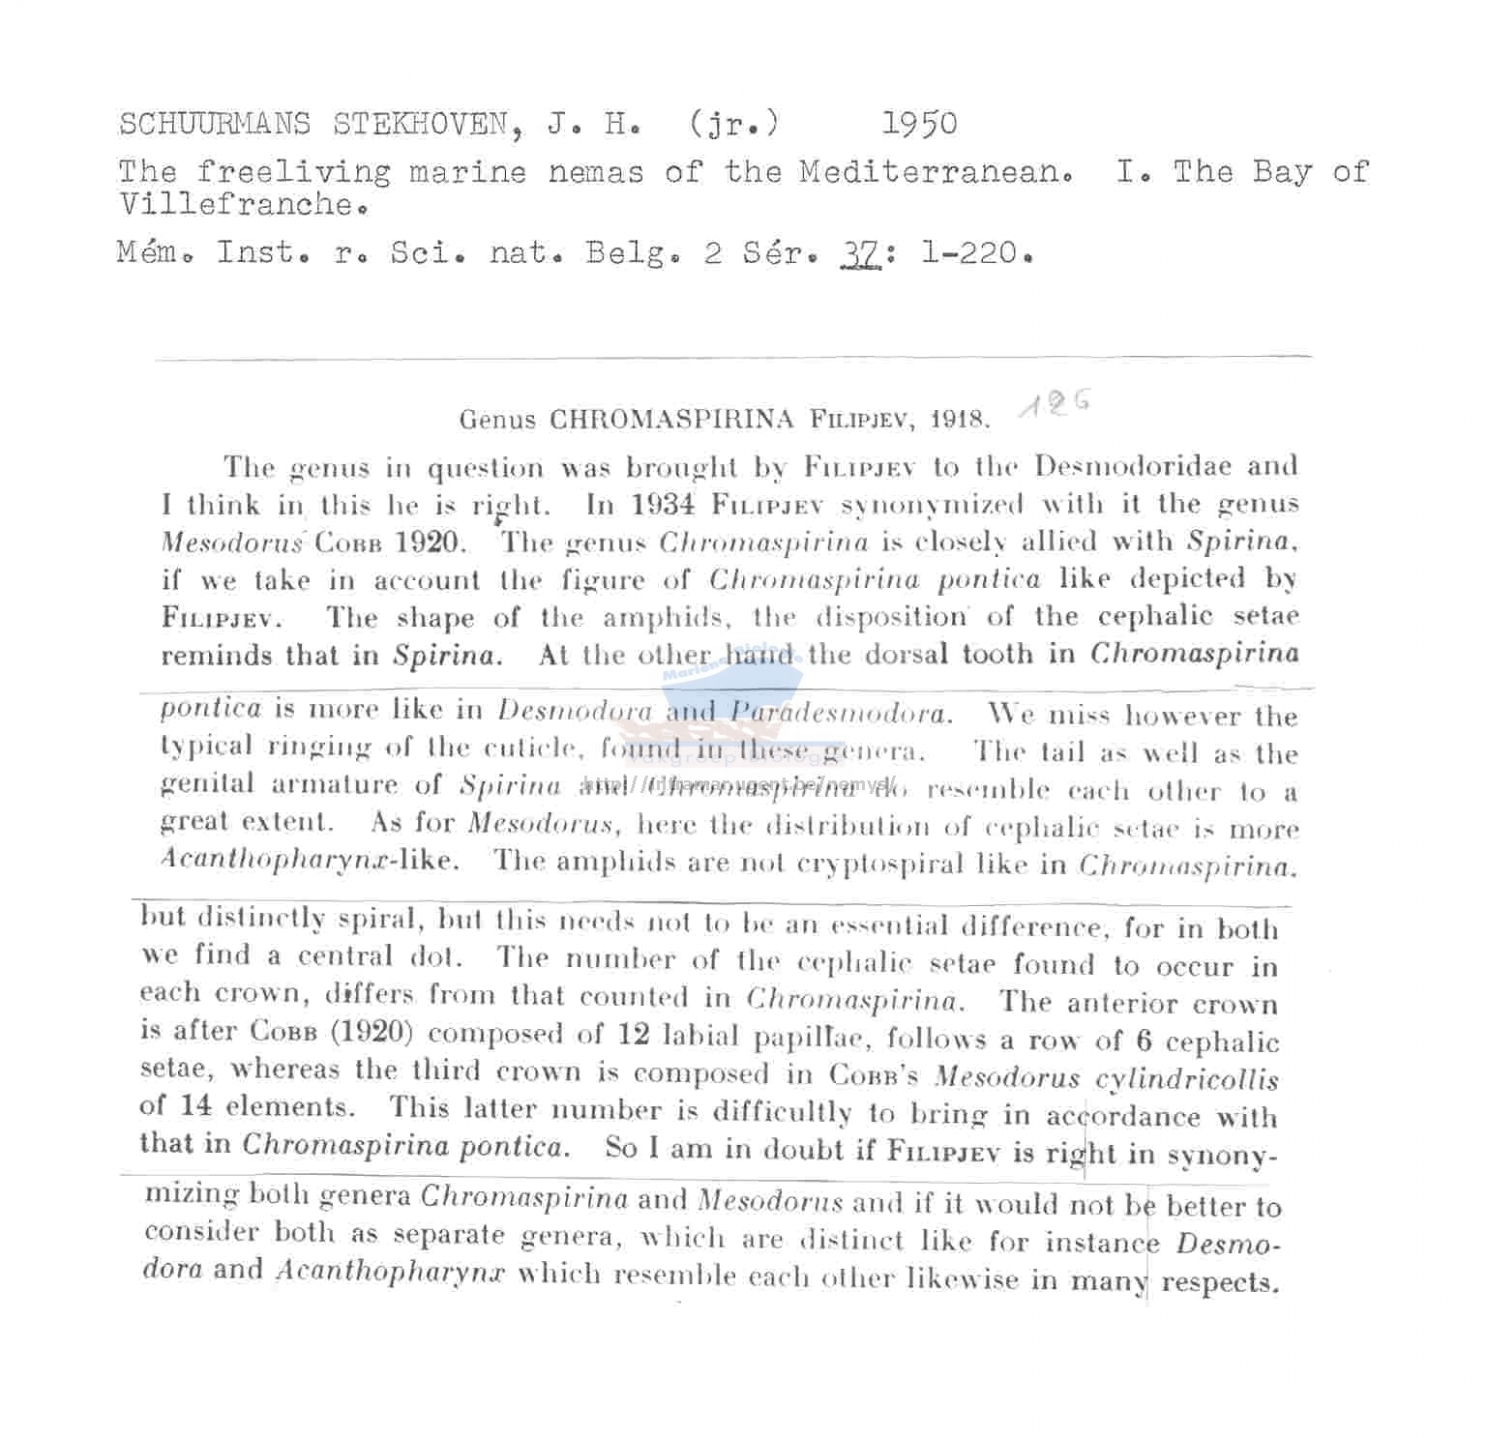 SCHUURMANS STEKHOVEN, J. H. (jr.) 1950
The freeliving marine nemas of the Mediterranean. I. The Bay of
Villefranche.
Mém. Inst. r. Sci. nat. Belg. 2 Sér. 37: 1-220.
Genus CHROMASPIRINA FILIPJEV, 1918. 126
The genus in question was brought by FILIPJEV to the Desmodoridae and
I think in this he is right. In 1934 FILIPJEV synonymized with it the genus
Mesodorus COBB 1920. The genus Chromaspirina is closely allied with Spirina,
if we take in account the figure of Chromaspirina pontica like depicted by
FILIPJEV. The shape of the amphids, the disposition of the cephalic setae
reminds that in Spirina. At the other hand the dorsal tooth in Chromaspirina
pontica is more like in Desmodora and Paradesmodora. We miss however the
typical ringing of the cuticle, found in these genera. The tail as well as the
genital armature of Spirina and Chromaspirina do resemble each other to a
great extent. As for Mesodorus, here the distribution of cephalic setae is more
Acanthopharynx-like. The amphids are not cryptospiral like in Chromaspirina.
but distinctly spiral, but this needs not to be an essential difference, for in both
we find a central dot. The number of the cephalic setae found to occur in
each crown, differs from that counted in Chromaspirina. The anterior crown
is after COBB (1920) composed of 12 labial papillae, follows a row of 6 cephalic
setae, whereas the third crown is composed in COBB's Mesodorus cylindricollis
of 14 elements. This latter number is difficultly to bring in accordance with
that in Chromaspirina pontica. So I am in doubt if FILIPJEV is right in synony-
mizing both genera Chromaspirina and Mesodorus and if it would not be better to
consider both as separate genera, which are distinct like for instance Desmo-
dora and Acanthopharynx which resemble each other likewise in many respects.